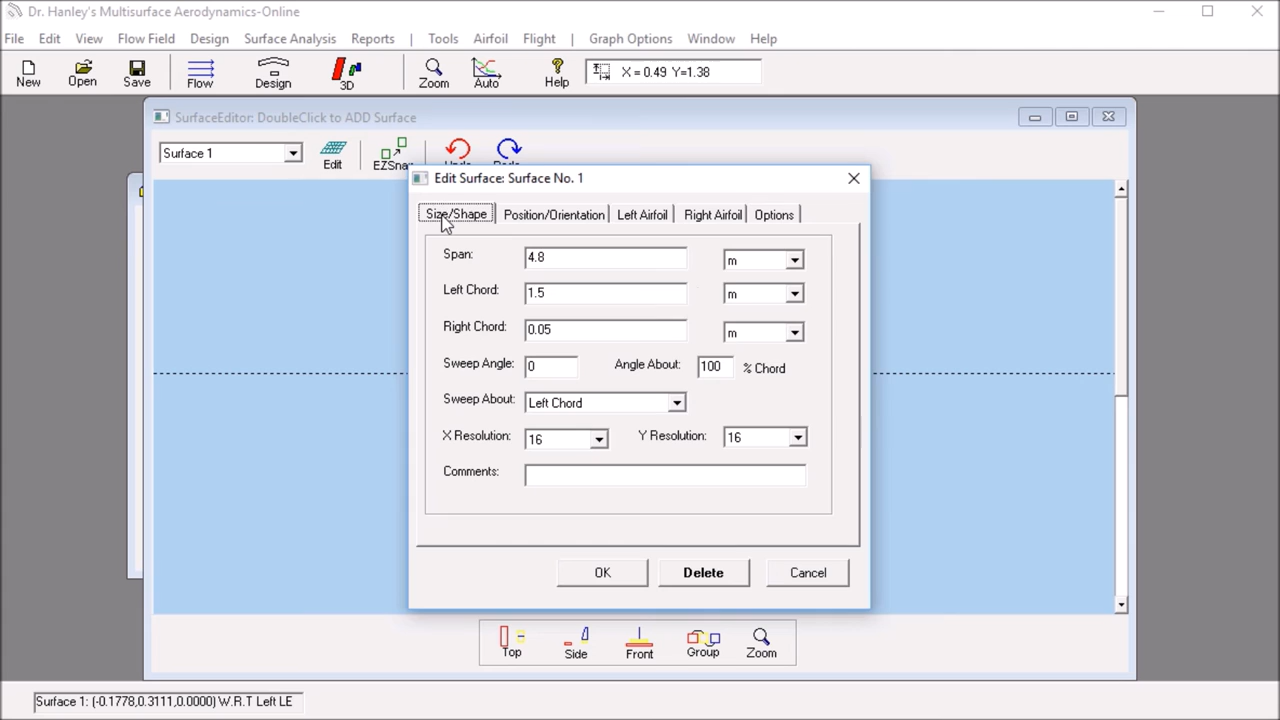 Dr. Hanley's Multisurface Aerodynamics-Online
File Edit View Flow Field Design Surface Analysis Reports | Tools Airfoil Flight | Graph Options Window Help
New Open Save Flow Design 3D Zoom Auto Help X = 0.49 Y=1.38
SurfaceEditor: DoubleClick to ADD Surface
Surface 1 Edit EZSnap Undo Redo
Edit Surface: Surface No. 1
Size/Shape Position/Orientation Left Airfoil Right Airfoil Options
Span: 4.8 m
Left Chord: 1.5 m
Right Chord: 0.05 m
Sweep Angle: 0 Angle About: 100 % Chord
Sweep About: Left Chord
X Resolution: 16 Y Resolution: 16
Comments:
OK Delete Cancel
Top Side Front Group Zoom
Surface 1: (-0.1778,0.3111,0.0000) W.R.T Left LE